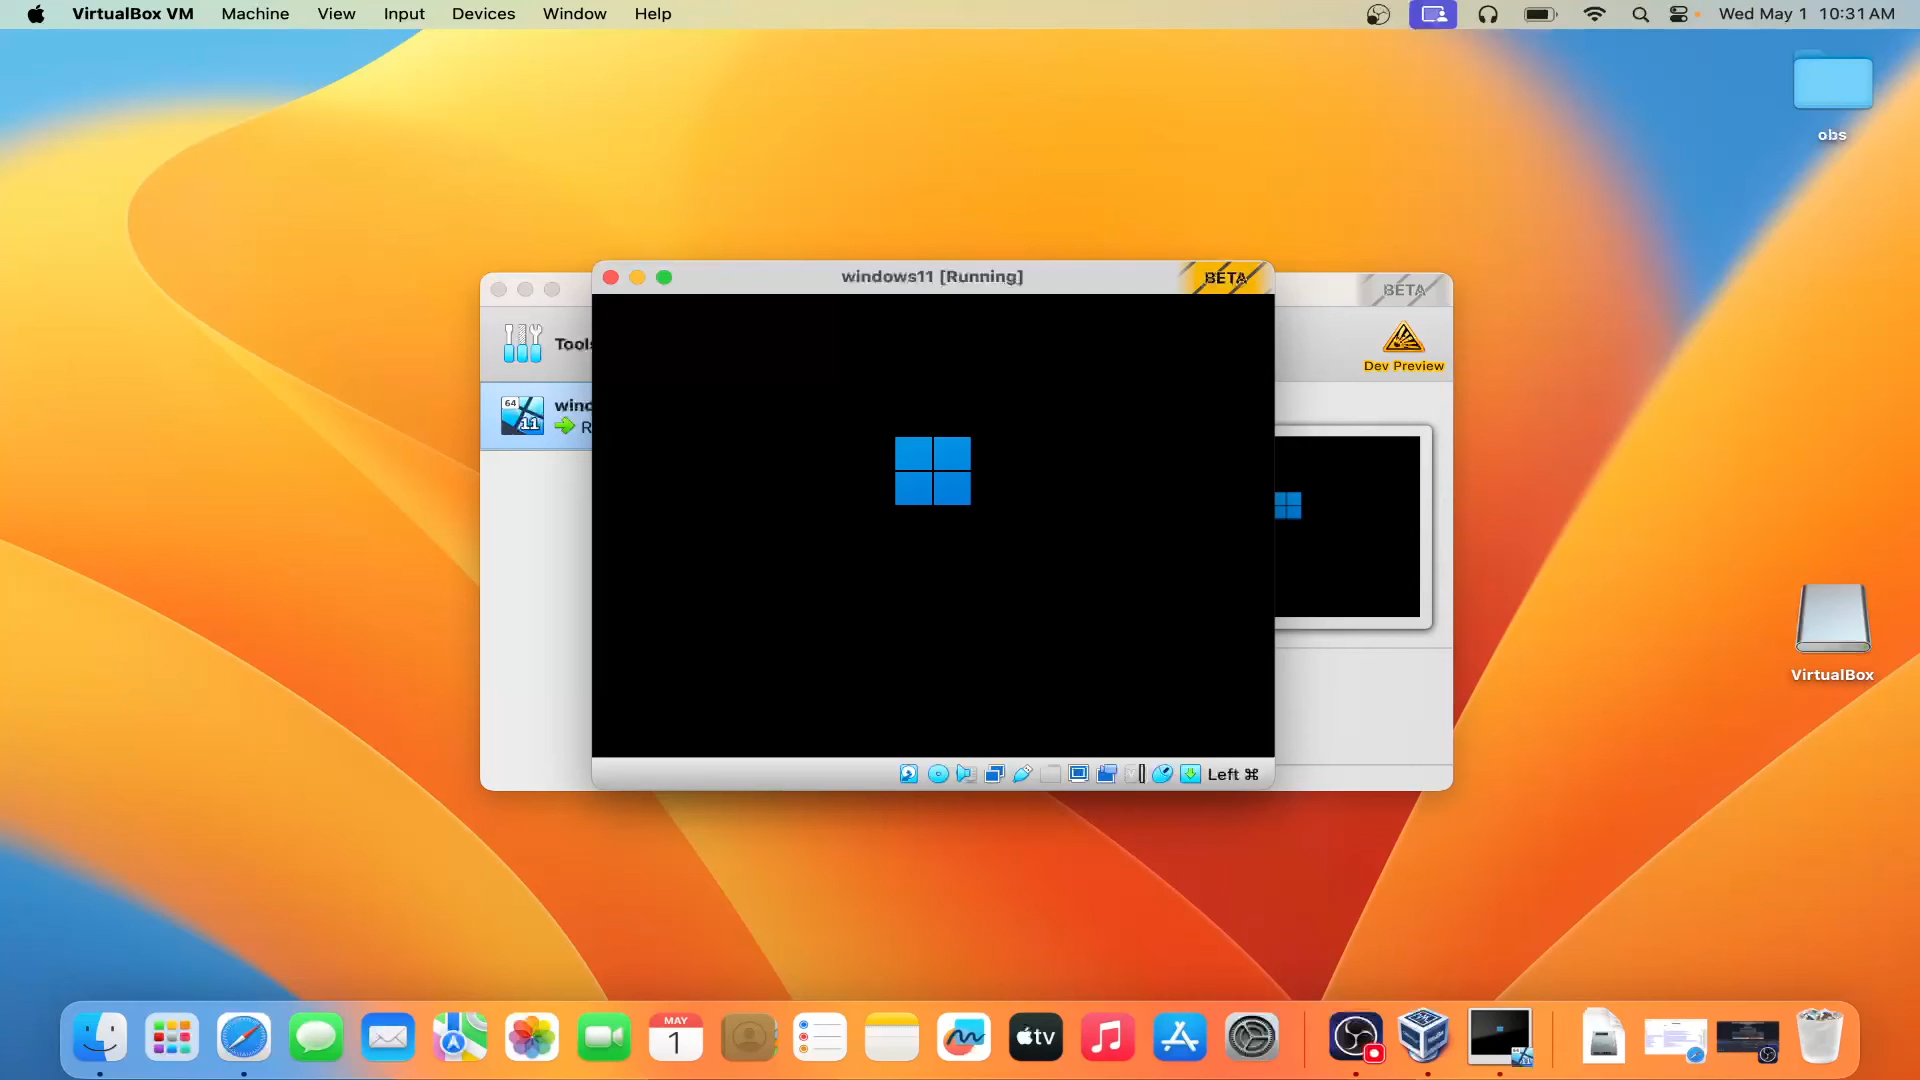 VirtualBox VM Machine View Input Devices Window Help Wed May 1 10:31 AM
obs
windows11 [Running] BETA
BETA
Tools
Dev Preview
64
11
wind
R
VirtualBox
Left ⌘
MAY
1
tv